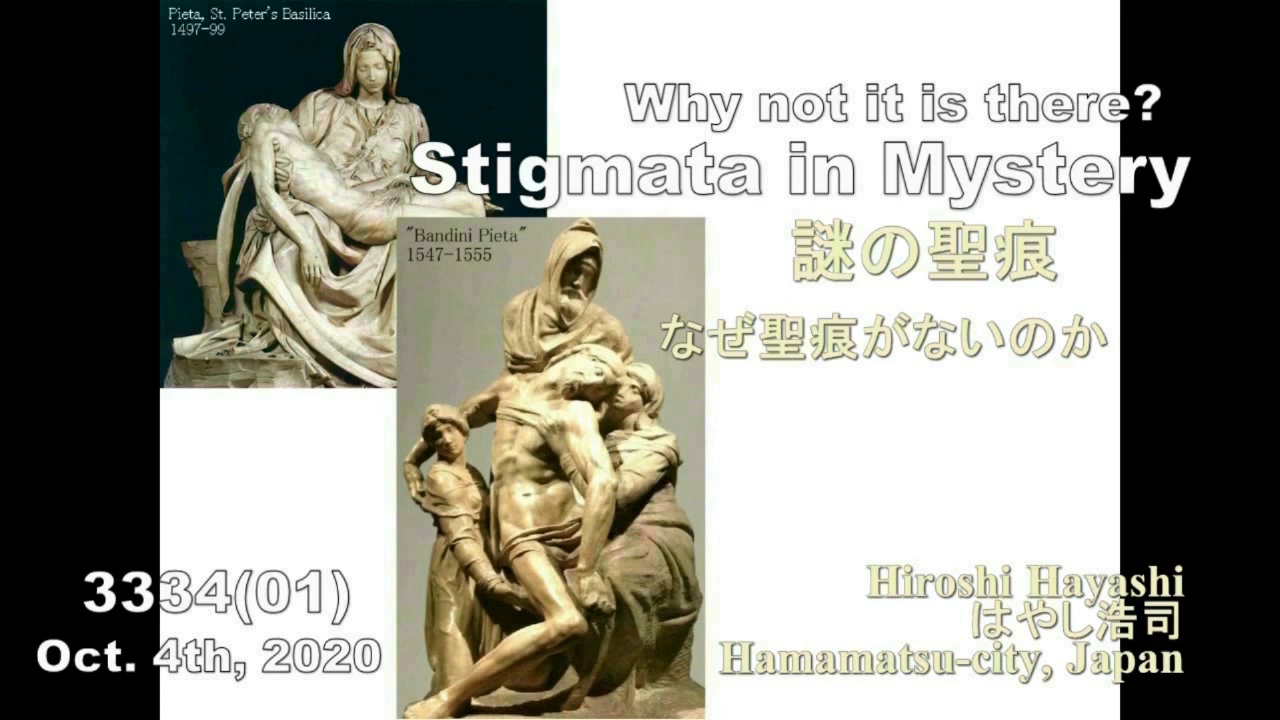 Pieta, St. Peter's Basilica
1497-99
Why not it is there?
Stigmata in Mystery
謎の聖痕
"Bandini Pieta"
1547-1555
なぜ聖痕がないのか
3334(01)
Oct. 4th, 2020
Hiroshi Hayashi
はやし浩司
Hamamatsu-city, Japan